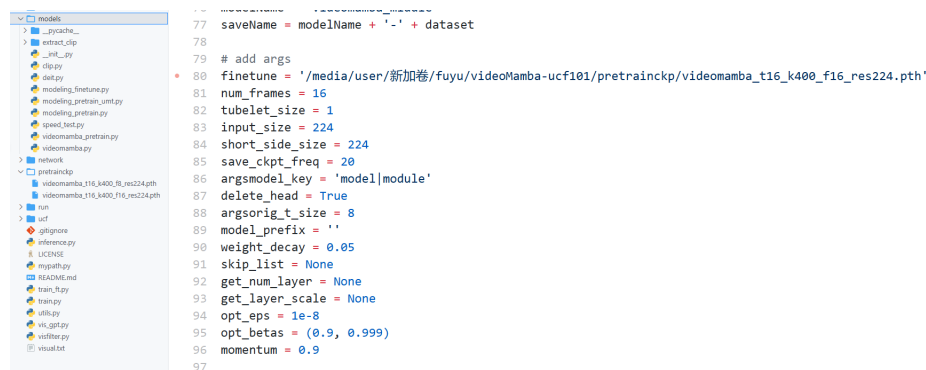 models
__pycache__
extract_clip
__init__.py
clip.py
deit.py
modeling_finetune.py
modeling_pretrain_umt.py
modeling_pretrain.py
speed_test.py
videomamba_pretrain.py
videomamba.py
network
pretrainckp
videomamba_t16_k400_f8_res224.pth
videomamba_t16_k400_f16_res224.pth
run
ucf
.gitignore
inference.py
LICENSE
mypath.py
README.md
train_ft.py
train.py
utils.py
vis_gpt.py
visfilter.py
visual.txt
77 saveName = modelName + '-' + dataset
78
79 # add args
80 finetune = '/media/user/新加卷/fuyu/videoMamba-ucf101/pretrainckp/videomamba_t16_k400_f16_res224.pth'
81 num_frames = 16
82 tubelet_size = 1
83 input_size = 224
84 short_side_size = 224
85 save_ckpt_freq = 20
86 argsmodel_key = 'model|module'
87 delete_head = True
88 argsorig_t_size = 8
89 model_prefix = ''
90 weight_decay = 0.05
91 skip_list = None
92 get_num_layer = None
93 get_layer_scale = None
94 opt_eps = 1e-8
95 opt_betas = (0.9, 0.999)
96 momentum = 0.9
97